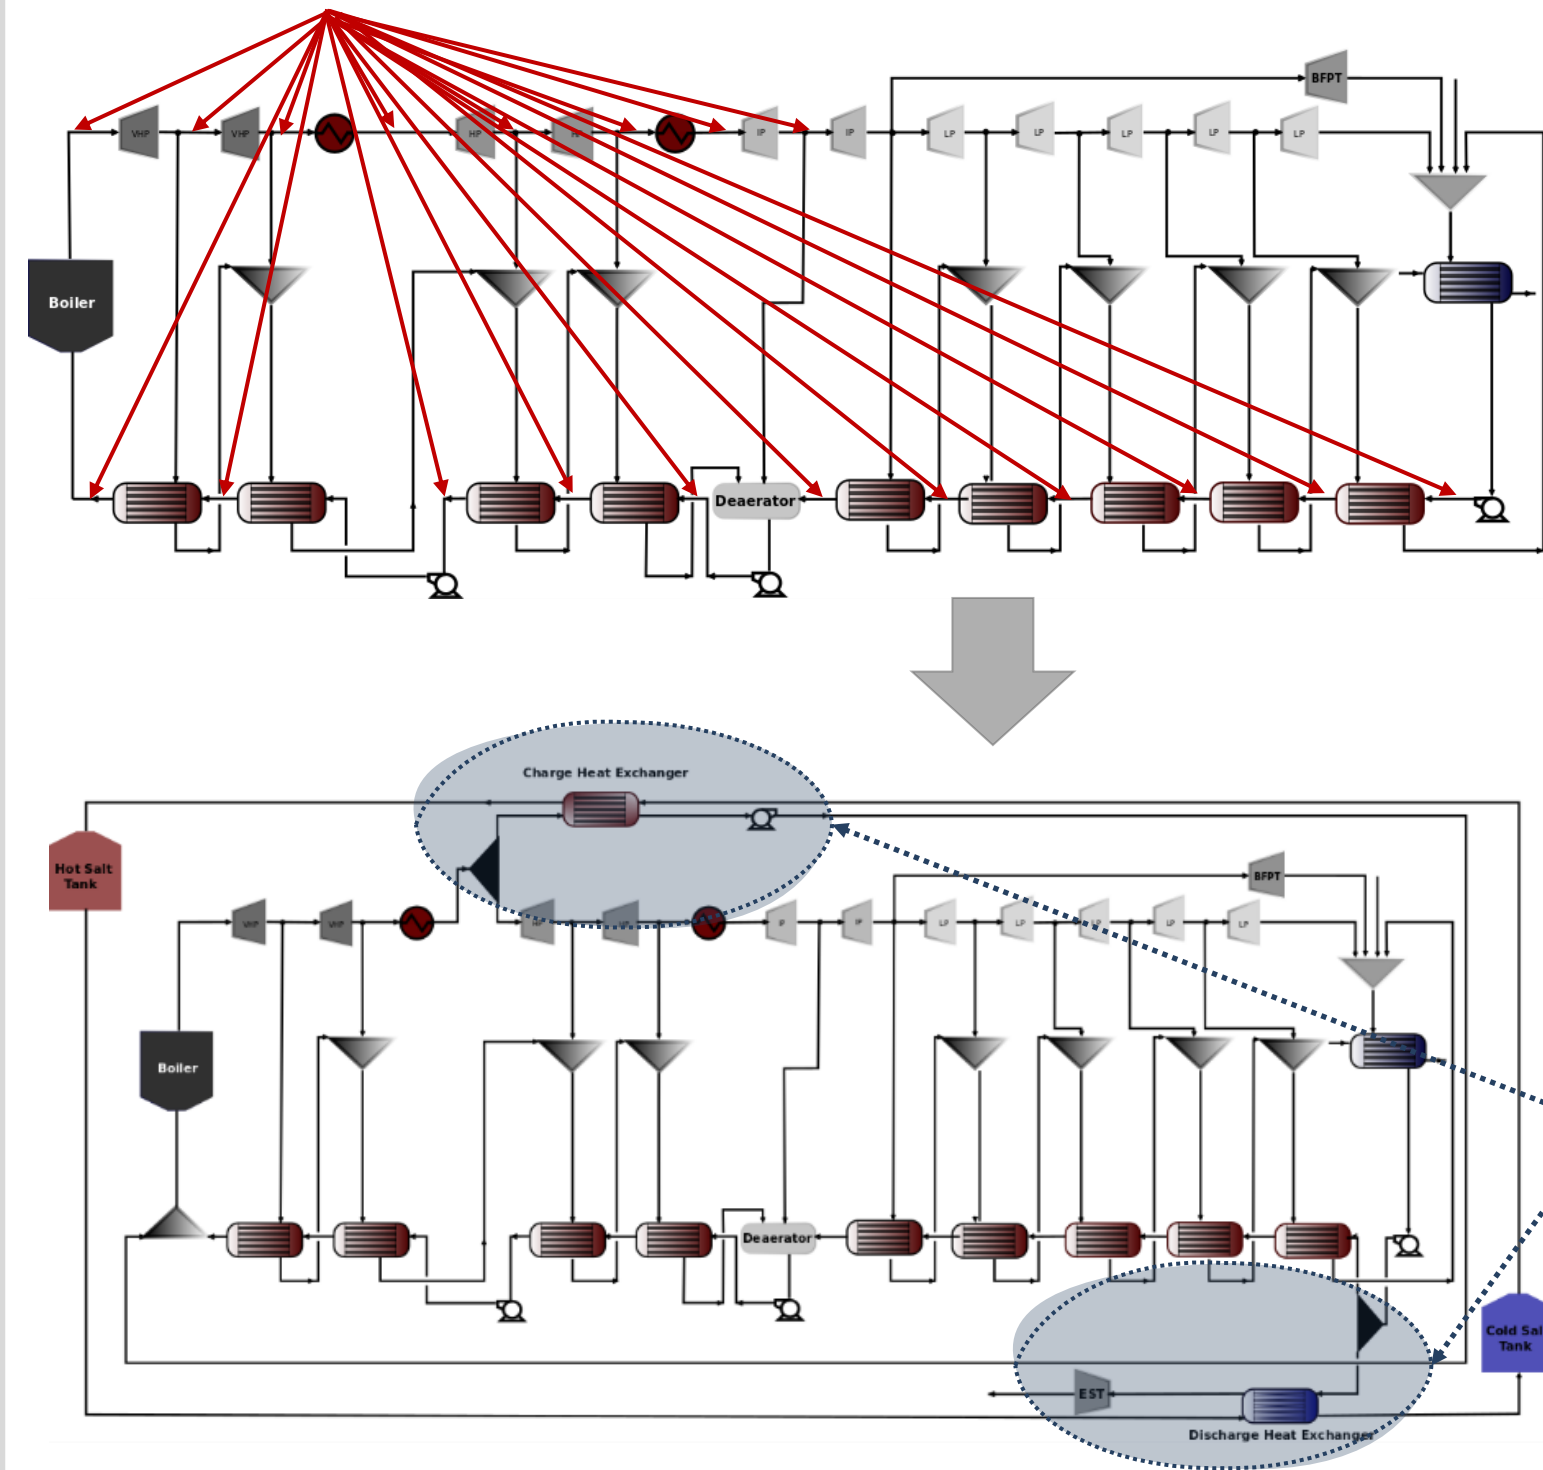 BFPT
VHP
VHP
HP
HP
IP
IP
LP
LP
LP
LP
LP
Boiler
Deaerator
Charge Heat Exchanger
Hot Salt
Tank
BFPT
VHP
VHP
HP
HP
IP
IP
LP
LP
LP
LP
LP
Boiler
Deaerator
Cold Sal
Tank
EST
Discharge Heat Exchanger